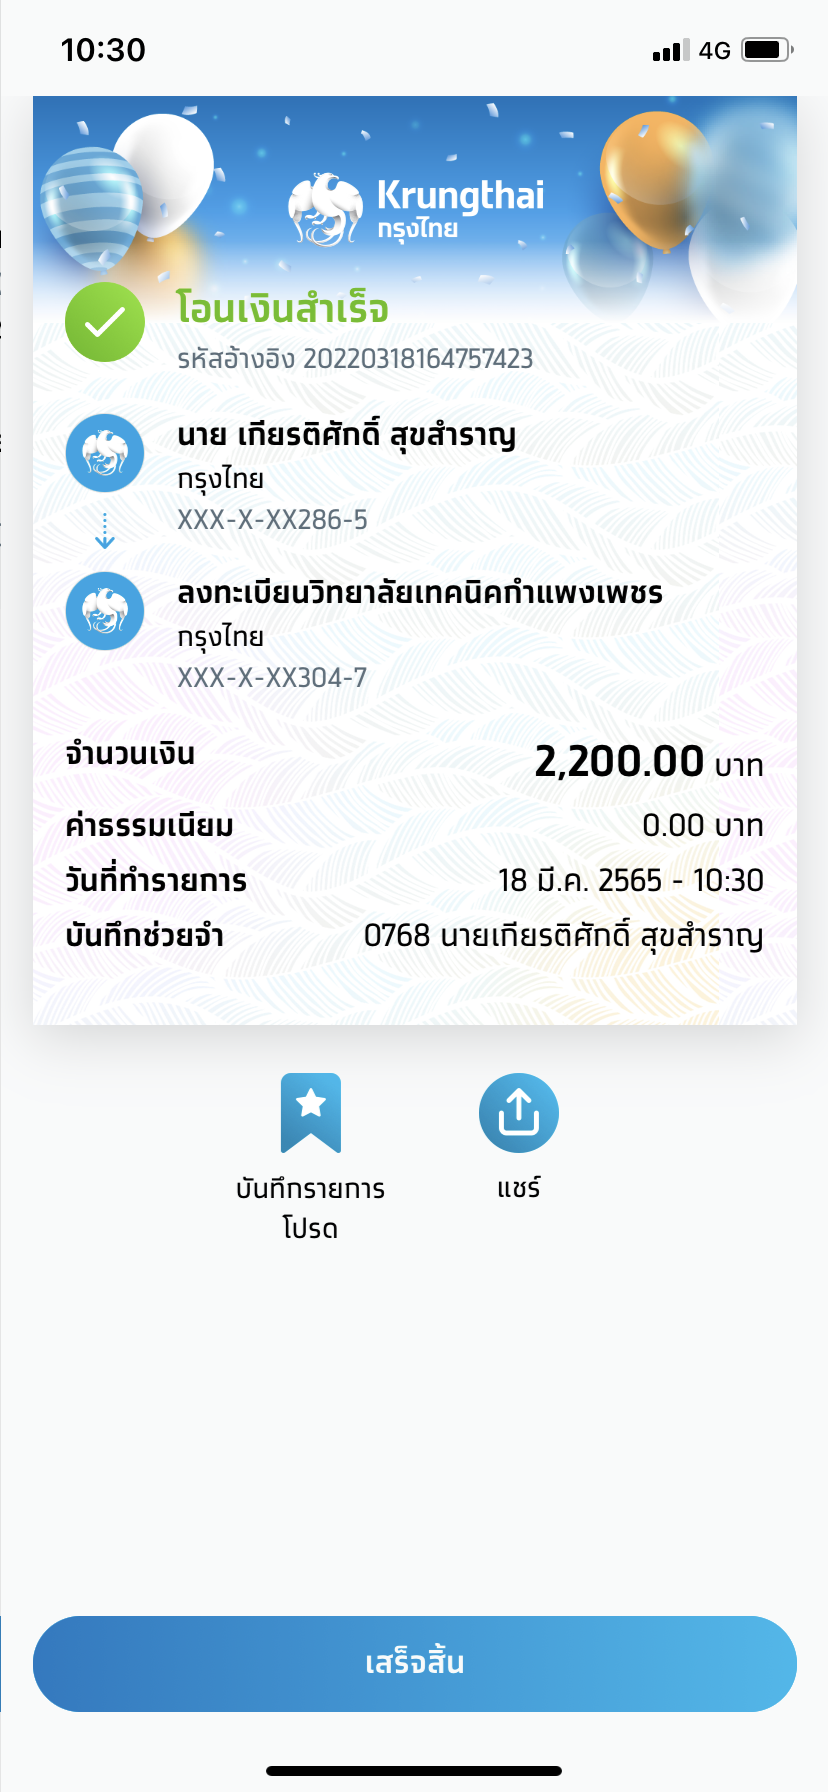 10:30
4G
Krungthai
กรุงไทย
โอนเงินสำเร็จ
รหัสอ้างอิง 20220318164757423
นาย เกียรติศักดิ์ สุขสำราญ
กรุงไทย
XXX-X-XX286-5
ลงทะเบียนวิทยาลัยเทคนิคกำแพงเพชร
กรุงไทย
XXX-X-XX304-7
จำนวนเงิน 2,200.00 บาท
ค่าธรรมเนียม 0.00 บาท
วันที่ทำรายการ 18 มี.ค. 2565 - 10:30
บันทึกช่วยจำ 0768 นายเกียรติศักดิ์ สุขสำราญ
บันทึกรายการ
โปรด
แชร์
เสร็จสิ้น